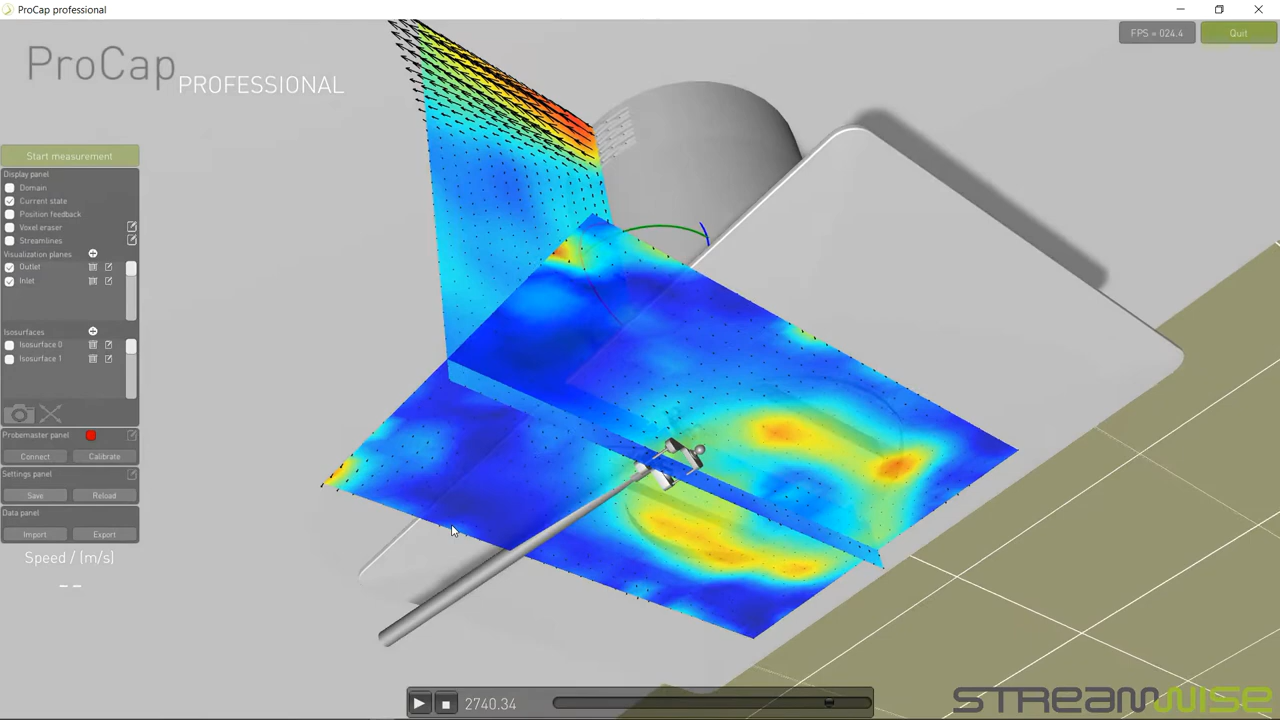 ProCap professional
FPS = 024.4
Quit
ProCap PROFESSIONAL
Start measurement
Display panel
Domain
Current state
Position feedback
Voxel eraser
Streamlines
Visualization planes
Outlet
Inlet
Isosurfaces
Isosurface 0
Isosurface 1
Probemaster panel
Connect
Calibrate
Settings panel
Save
Reload
Data panel
Import
Export
Speed / (m/s)
– –
2740.34
STREAMWISE